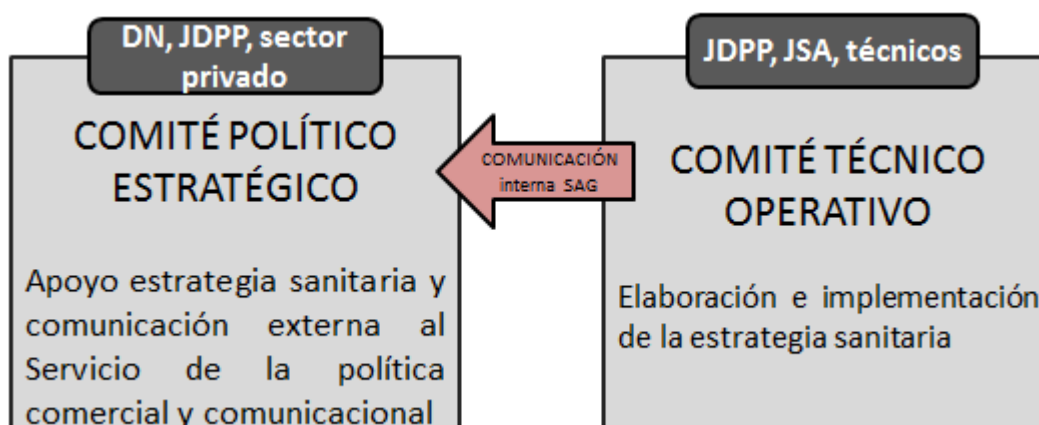 DN, JDPP, sector
privado
COMITÉ POLÍTICO
ESTRATÉGICO
Apoyo estrategia sanitaria y
comunicación externa al
Servicio de la política
comercial y comunicacional
COMUNICACIÓN
interna SAG
JDPP, JSA, técnicos
COMITÉ TÉCNICO
OPERATIVO
Elaboración e implementación
de la estrategia sanitaria